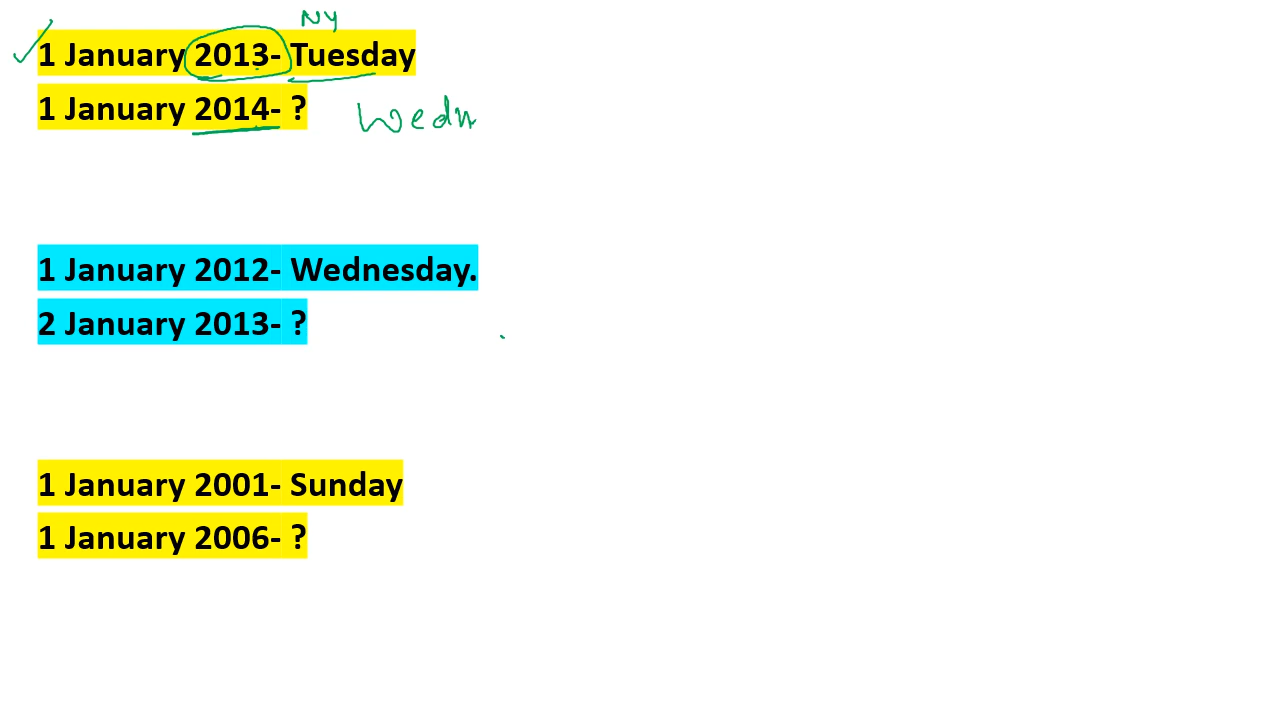 NY
1 January 2013- Tuesday
1 January 2014- ? Wedn
1 January 2012- Wednesday.
2 January 2013- ?
1 January 2001- Sunday
1 January 2006- ?